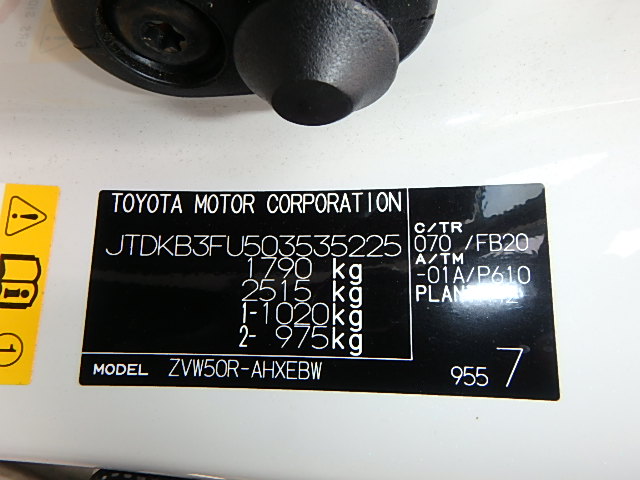 TOYOTA MOTOR CORPORATION
JTDKB3FU503535225
1790 kg
2515 kg
1-1020kg
2- 975kg
C/TR
070 /FB20
A/TM
-01A/P610
MODEL ZVW50R-AHXEBW
955 7
1